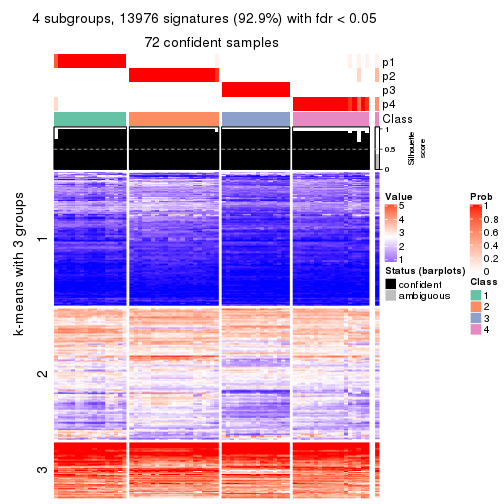 4 subgroups, 13976 signatures (92.9%) with fdr < 0.05
72 confident samples
p1
p2
p3
p4
Class
1
0.5
0
Silhouette
score
k-means with 3 groups
1
2
3
Value
5
4
3
2
1
Status (barplots)
confident
ambiguous
Prob
1
0.8
0.6
0.4
0.2
0
Class
1
2
3
4